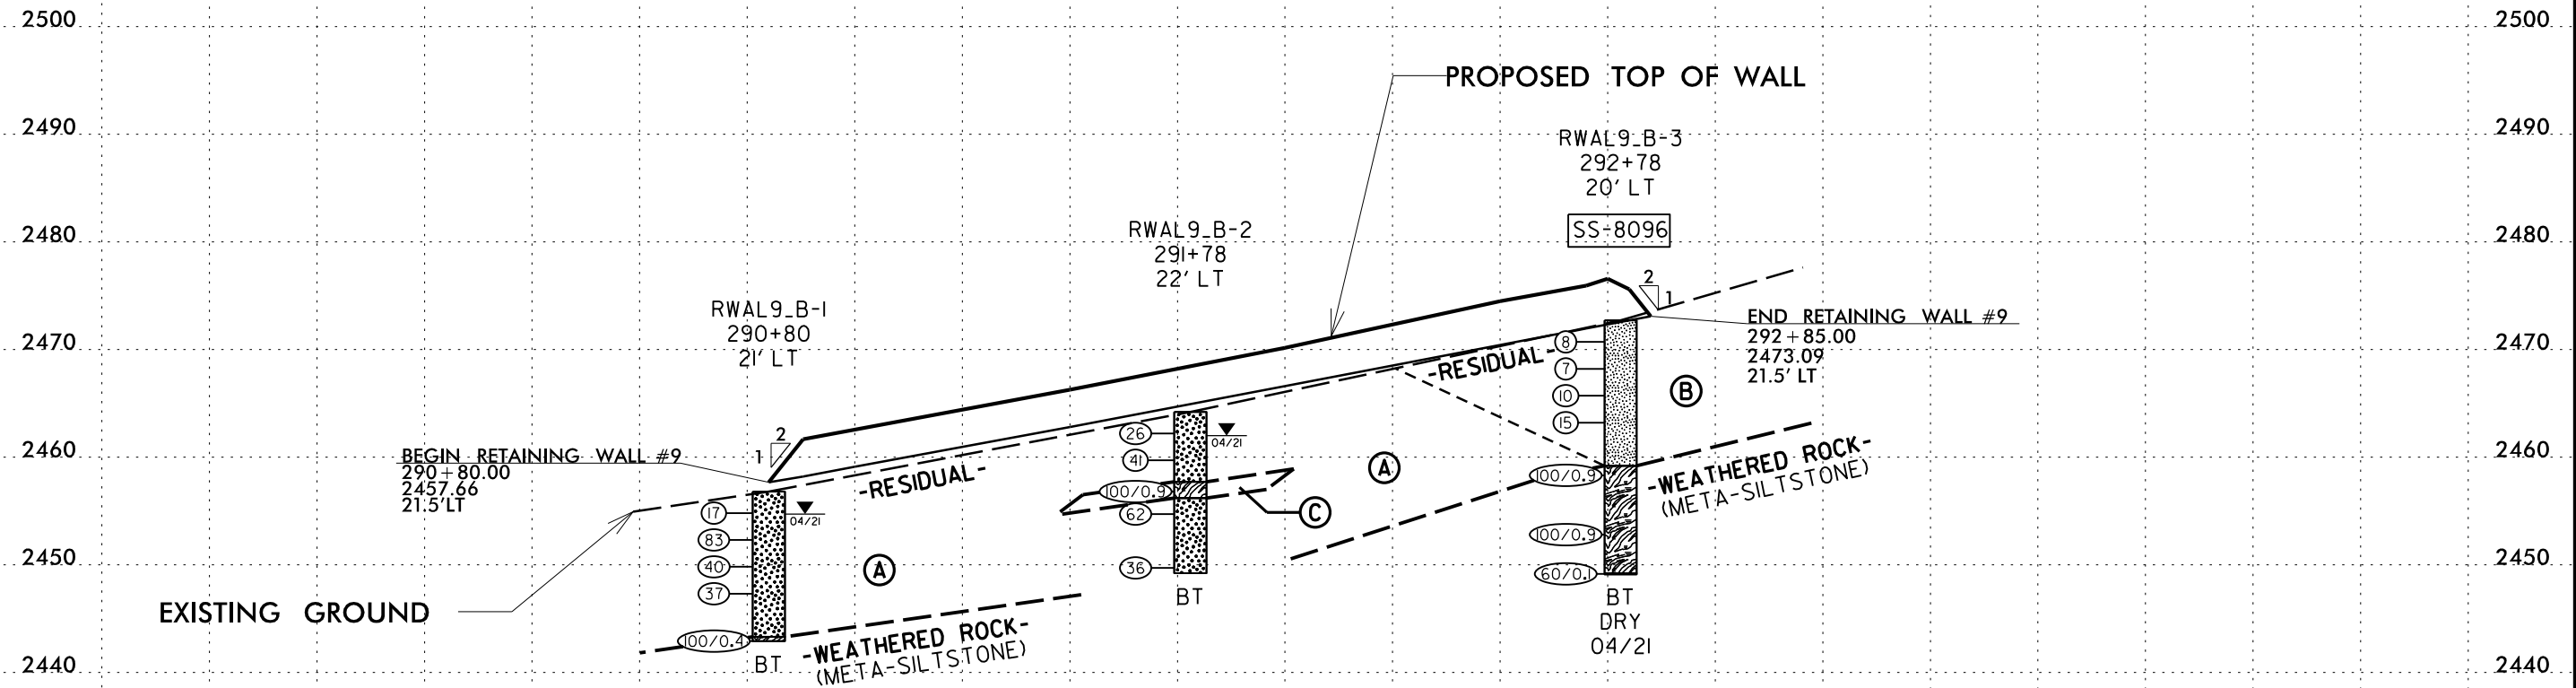 2500 2500
PROPOSED TOP OF WALL
2490 2490
RWAL9_B-3
292+78
20' LT
SS-8096
2480 2480
RWAL9_B-2
291+78
22' LT
2
1
RWAL9_B-1
290+80
21' LT
END RETAINING WALL #9
292+85.00
2473.09
21.5' LT
2470 2470
8
7
10
15
-RESIDUAL-
B
2460 2460
BEGIN RETAINING WALL #9
290+80.00
2457.66
21.5'LT
2
1
26
41
100/0.9
62
36
04/21
A
C
100/0.9
100/0.9
60/0.1
-WEATHERED ROCK-
(META-SILTSTONE)
-RESIDUAL-
17
83
40
37
100/0.4
04/21
A
2450 2450
EXISTING GROUND
BT
BT
DRY
04/21
-WEATHERED ROCK-
(META-SILTSTONE)
BT
2440 2440